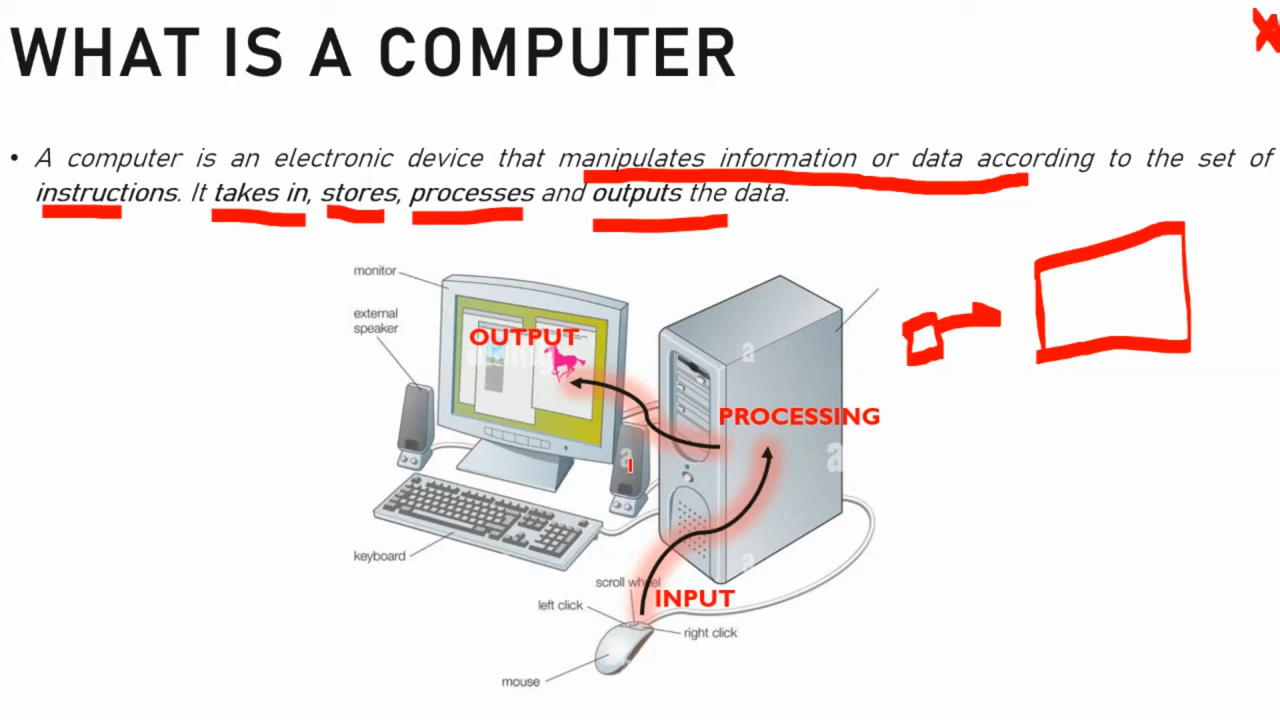 WHAT IS A COMPUTER
• A computer is an electronic device that manipulates information or data according to the set of
instructions. It takes in, stores, processes and outputs the data.
monitor
external
speaker
OUTPUT
PROCESSING
a
a
a
keyboard
scroll wheel
INPUT
left click
right click
mouse
a